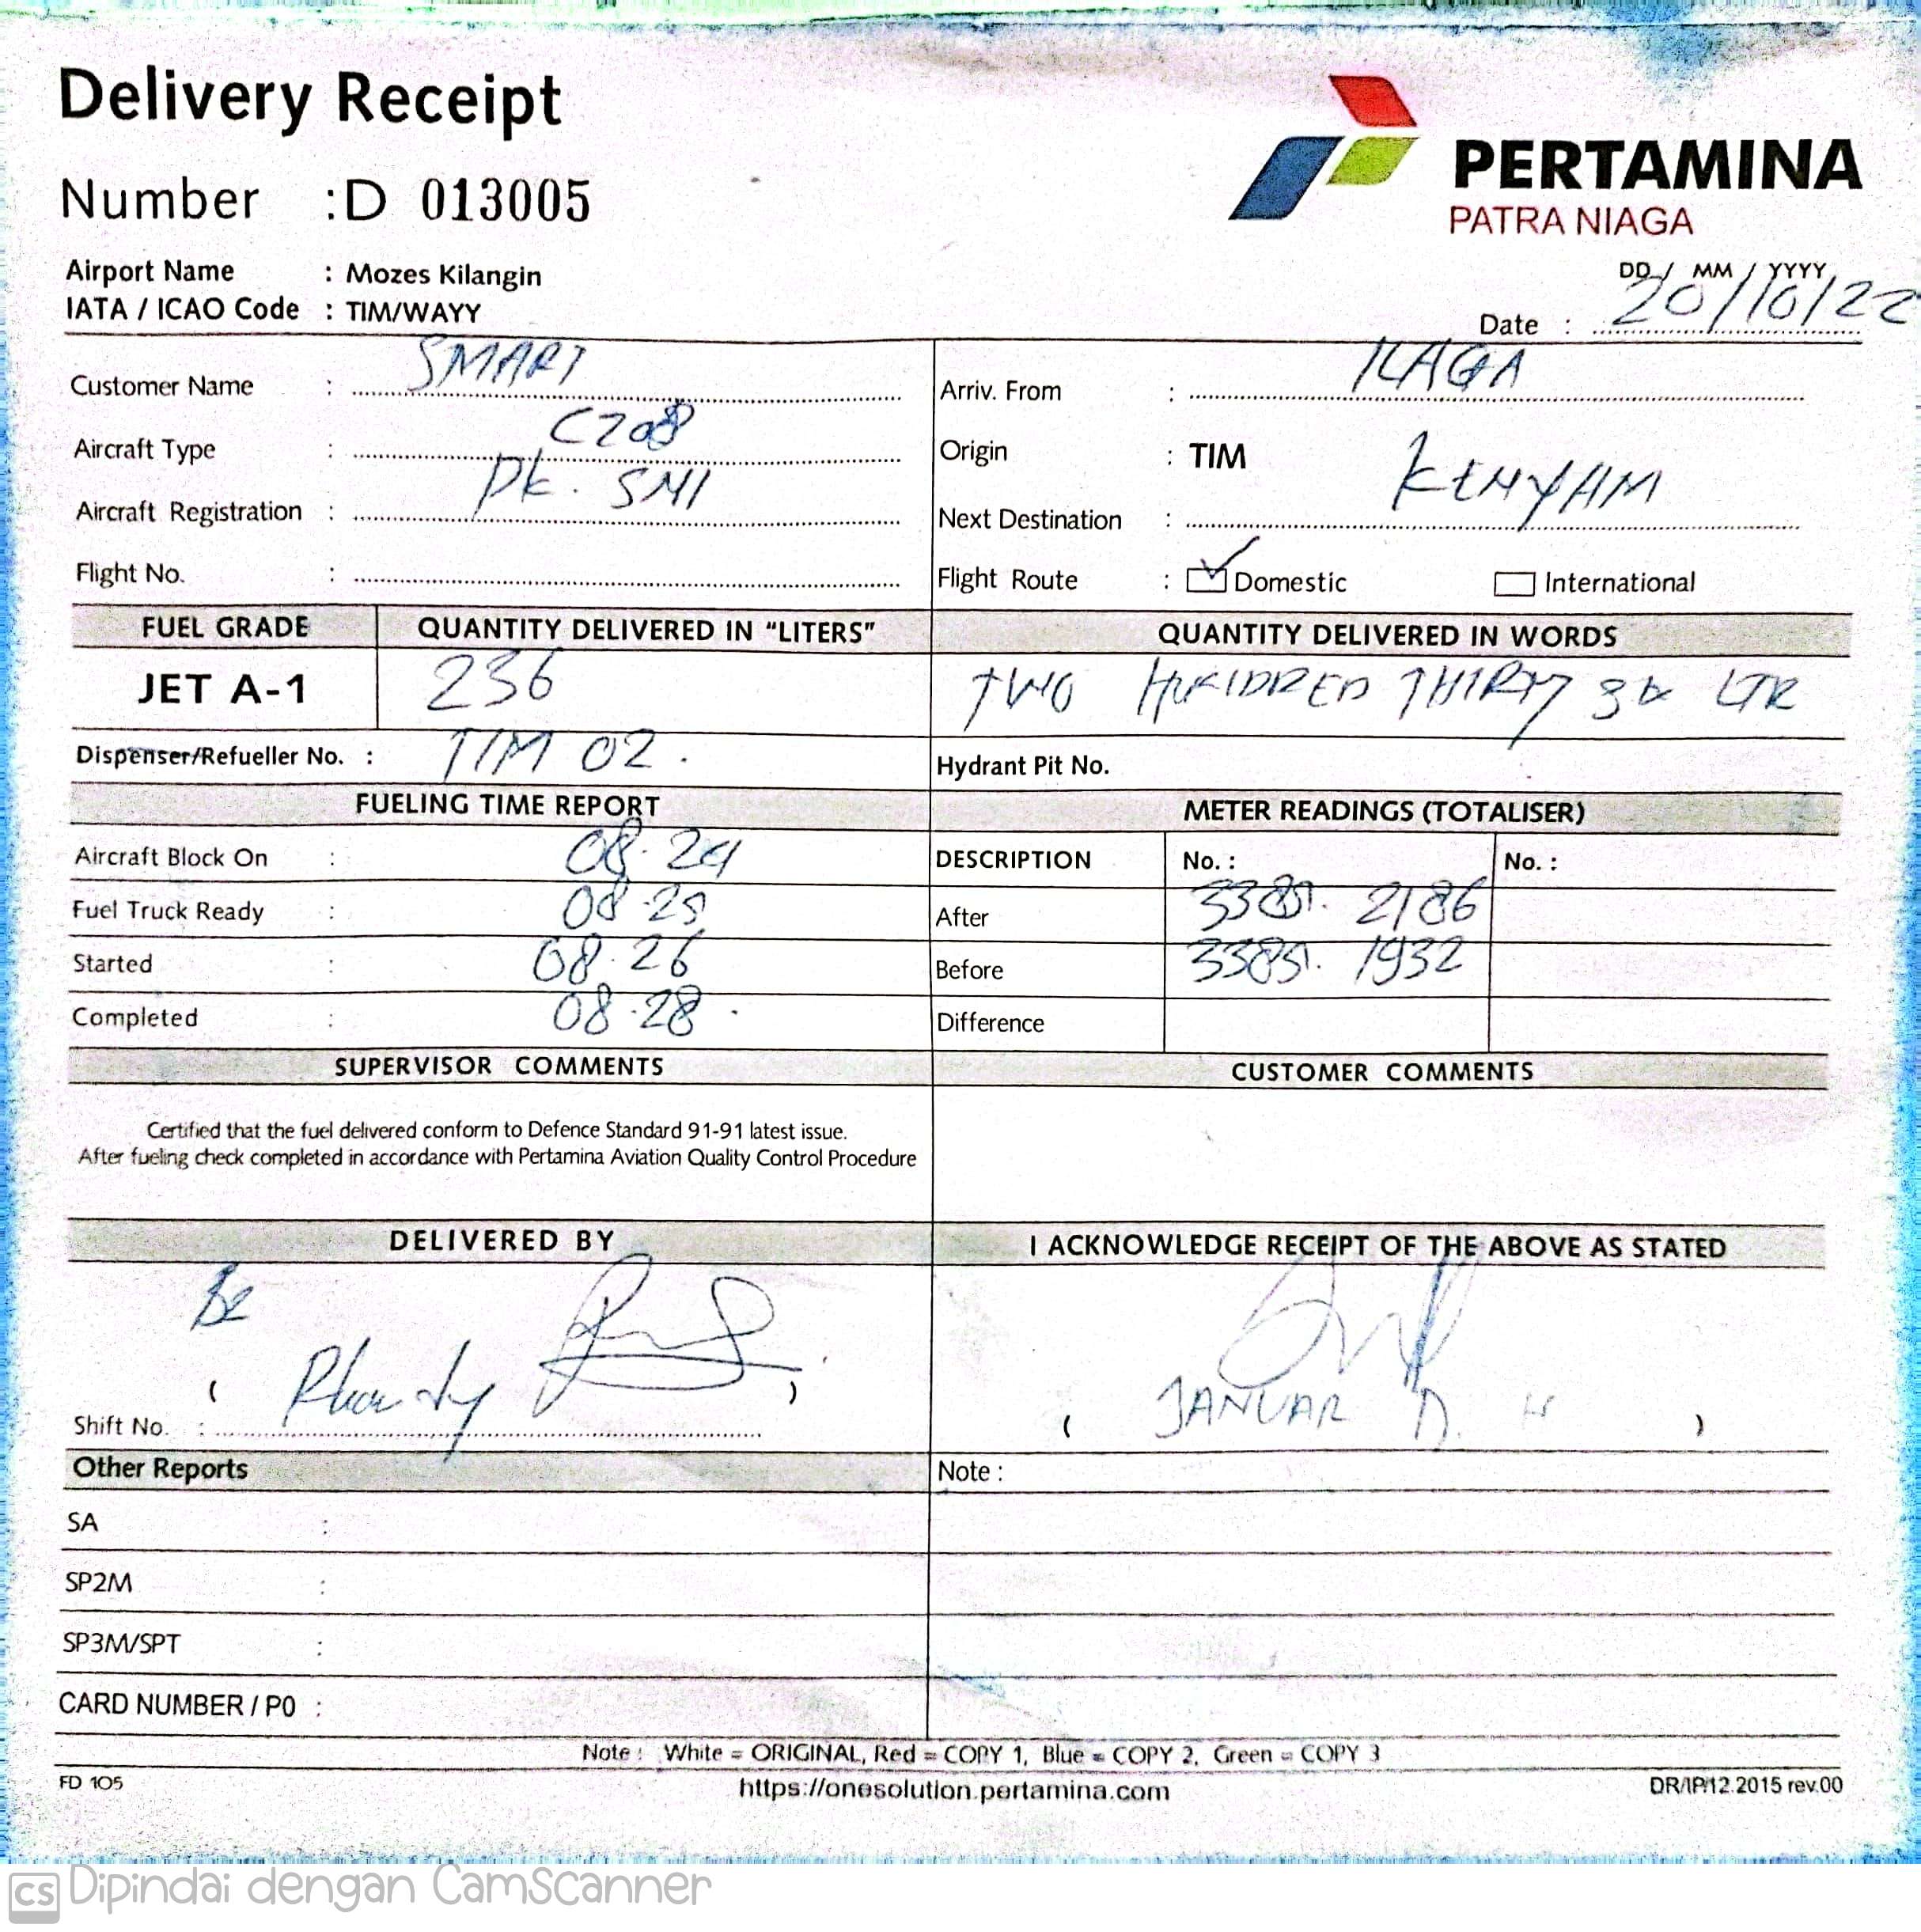 Delivery Receipt
PERTAMINA
PATRA NIAGA
Number : D 013005
Airport Name : Mozes Kilangin
IATA / ICAO Code : TIM/WAYY
DD / MM / YYYY
Date : 20/10/22
Customer Name : SMART
Arriv. From : ILAGA
Aircraft Type : C208
Origin : TIM
Aircraft Registration : PK. SMI
Next Destination : KENYAM
Flight No. :
Flight Route : Domestic International
FUEL GRADE QUANTITY DELIVERED IN “LITERS” QUANTITY DELIVERED IN WORDS
JET A-1 236 TWO HUNDRED THIRTY LTR
Dispenser/Refueller No. : TIM 02 .
Hydrant Pit No.
FUELING TIME REPORT METER READINGS (TOTALISER)
Aircraft Block On : 08.24
DESCRIPTION No. : No. :
Fuel Truck Ready : 08.25
After 2186
Started : 08.26
Before 1932
Completed : 08.28 .
Difference
SUPERVISOR COMMENTS CUSTOMER COMMENTS
Certified that the fuel delivered conform to Defence Standard 91-91 latest issue.
After fueling check completed in accordance with Pertamina Aviation Quality Control Procedure
DELIVERED BY I ACKNOWLEDGE RECEIPT OF THE ABOVE AS STATED
( )
Shift No. :
( JANUAR D. )
Other Reports Note :
SA :
SP2M :
SP3M/SPT :
CARD NUMBER / PO :
Note : White = ORIGINAL, Red = COPY 1, Blue = COPY 2, Green = COPY 3
FD 105 https://onesolution.pertamina.com DR/IP/12.2015 rev.00
CS Dipindai dengan CamScanner